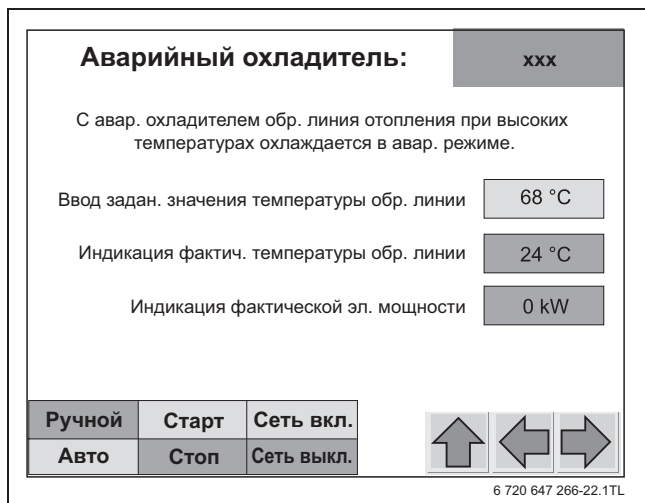 Аварийный охладитель:
xxx
С авар. охладителем обр. линия отопления при высоких
температурах охлаждается в авар. режиме.
Ввод задан. значения температуры обр. линии
68 °C
Индикация фактич. температуры обр. линии
24 °C
Индикация фактической эл. мощности
0 kW
Ручной Старт Сеть вкл.
Авто Стоп Сеть выкл.
6 720 647 266-22.1TL